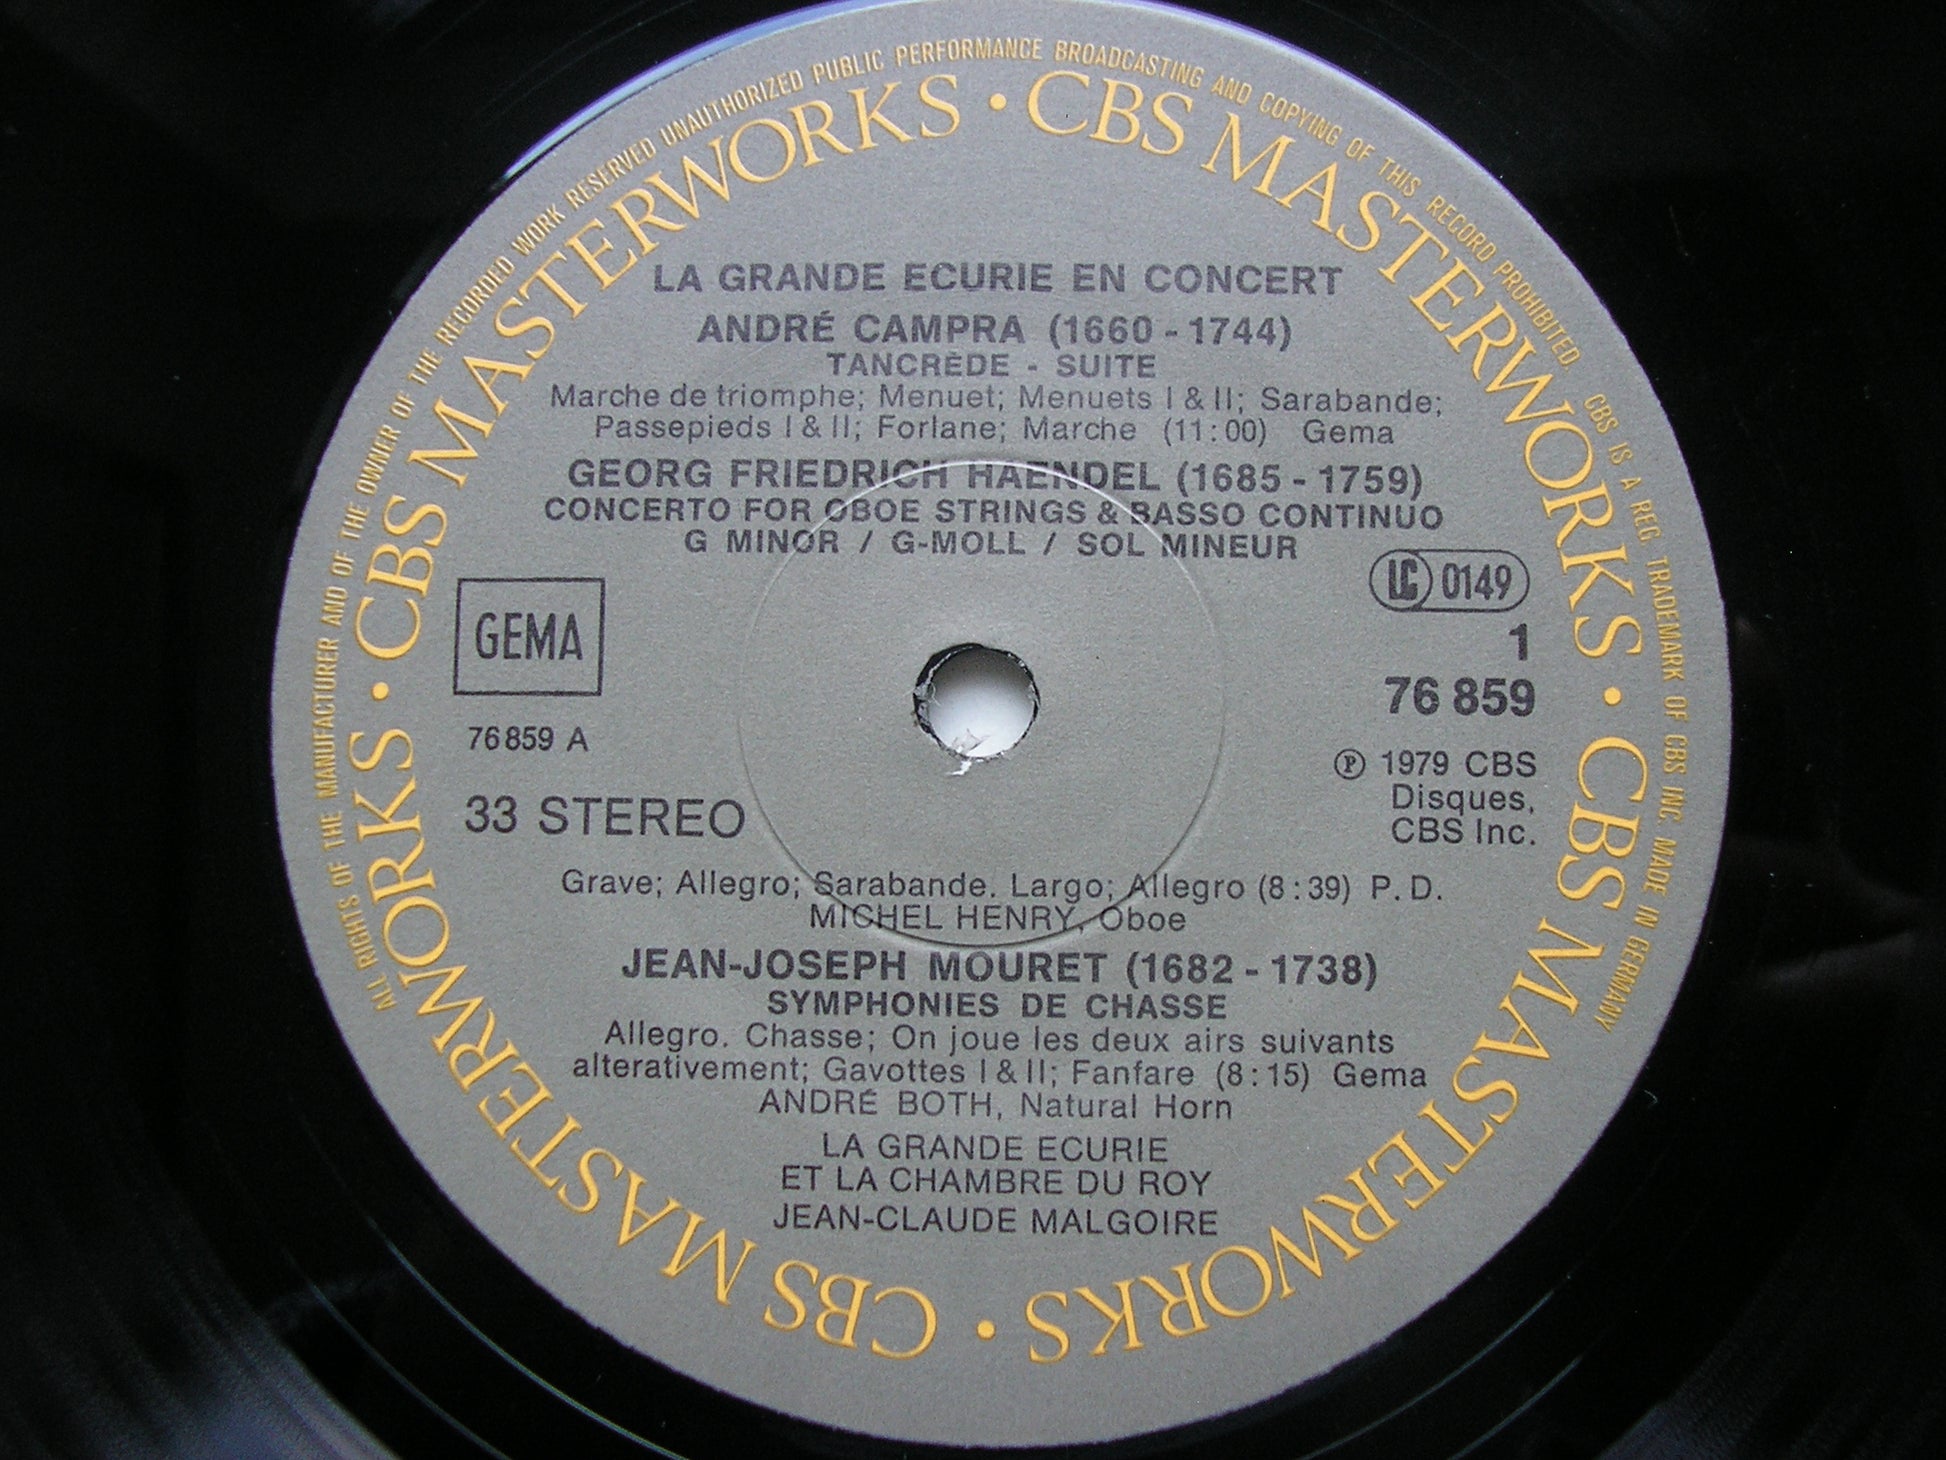 ALL RIGHTS OF THE MANUFACTURER AND OF THE OWNER OF THE RECORDED WORK RESERVED UNAUTHORIZED PUBLIC PERFORMANCE BROADCASTING AND COPYING OF THIS RECORD PROHIBITED. CBS IS A REG. TRADEMARK OF CBS INC. MADE IN GERMANY
CBS MASTERWORKS · CBS MASTERWORKS · CBS MASTERWORKS · CBS MASTERWORKS ·
LA GRANDE ECURIE EN CONCERT
ANDRÉ CAMPRA (1660 - 1744)
TANCRÈDE - SUITE
Marche de triomphe; Menuet; Menuets I & II; Sarabande;
Passepieds I & II; Forlane; Marche (11:00) Gema
GEORG FRIEDRICH HAENDEL (1685 - 1759)
CONCERTO FOR OBOE STRINGS & BASSO CONTINUO
G MINOR / G-MOLL / SOL MINEUR
GEMA
LC 0149
1
76 859
76859 A
℗ 1979 CBS
Disques,
CBS Inc.
33 STEREO
Grave; Allegro; Sarabande. Largo; Allegro (8:39) P.D.
MICHEL HENRY, Oboe
JEAN-JOSEPH MOURET (1682 - 1738)
SYMPHONIES DE CHASSE
Allegro. Chasse; On joue les deux airs suivants
alterativement; Gavottes I & II; Fanfare (8:15) Gema
ANDRÉ BOTH, Natural Horn
LA GRANDE ECURIE
ET LA CHAMBRE DU ROY
JEAN-CLAUDE MALGOIRE